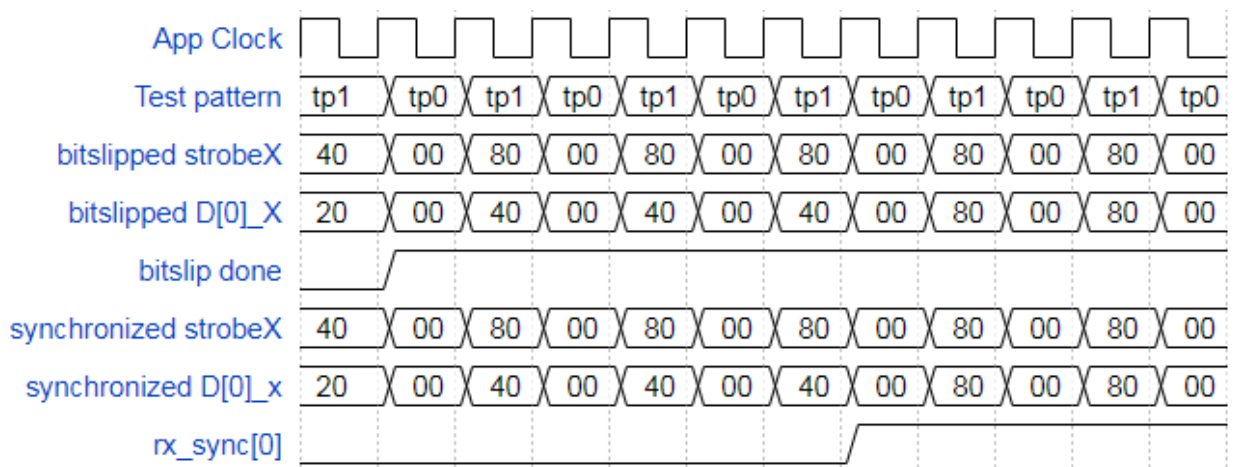 App Clock
Test pattern tp1 tp0 tp1 tp0 tp1 tp0 tp1 tp0 tp1 tp0 tp1 tp0
bitslipped strobeX 40 00 80 00 80 00 80 00 80 00 80 00
bitslipped D[0]_X 20 00 40 00 40 00 40 00 80 00 80 00
bitslip done
synchronized strobeX 40 00 80 00 80 00 80 00 80 00 80 00
synchronized D[0]_x 20 00 40 00 40 00 40 00 80 00 80 00
rx_sync[0]